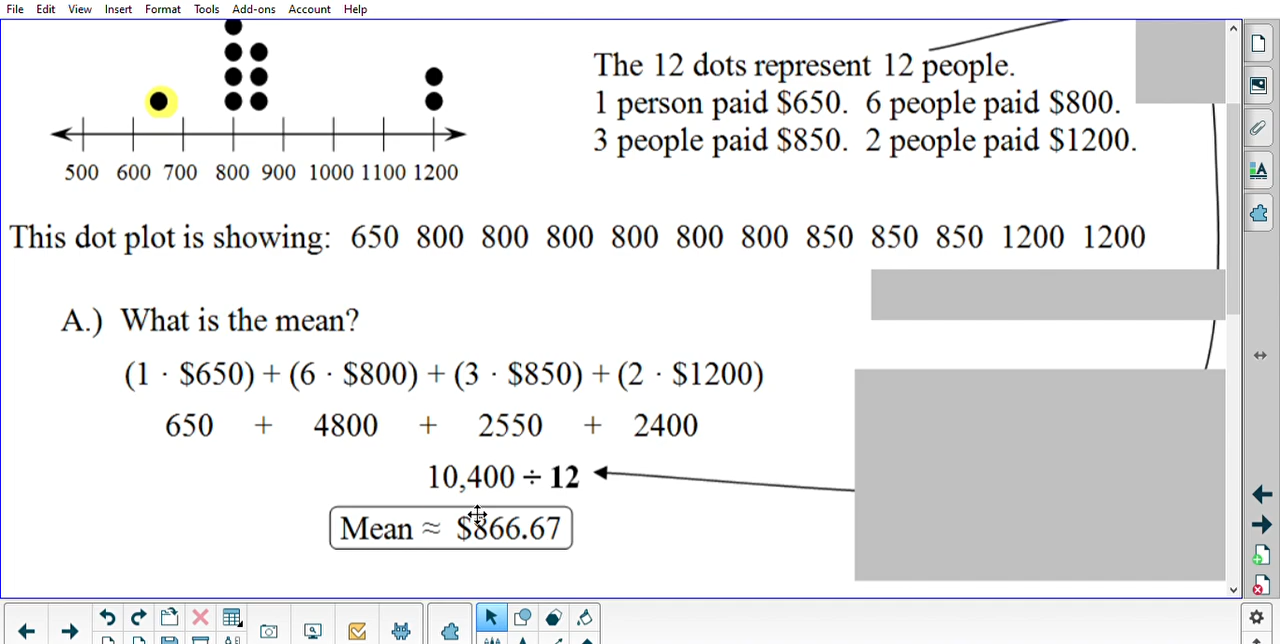 File Edit View Insert Format Tools Add-ons Account Help
The 12 dots represent 12 people.
1 person paid $650. 6 people paid $800.
3 people paid $850. 2 people paid $1200.
500 600 700 800 900 1000 1100 1200
This dot plot is showing: 650 800 800 800 800 800 800 850 850 850 1200 1200
A.) What is the mean?
(1 · $650) + (6 · $800) + (3 · $850) + (2 · $1200)
650 + 4800 + 2550 + 2400
10,400 ÷ 12
Mean ≈ $866.67